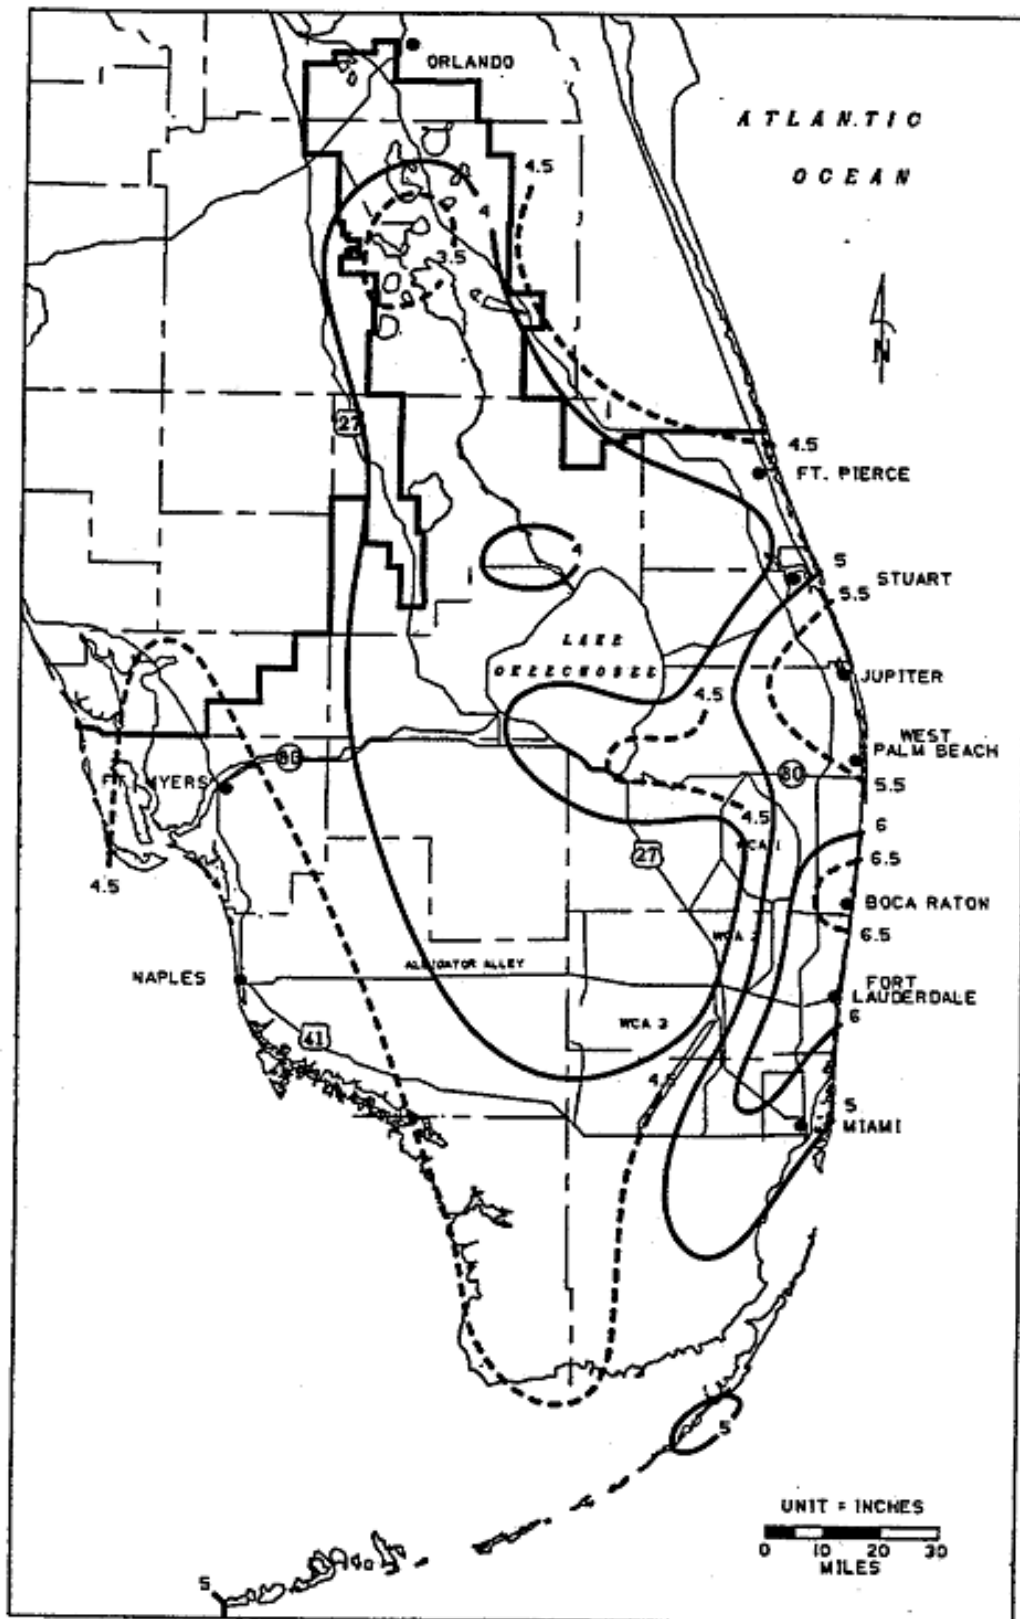 ORLANDO
ATLANTIC
OCEAN
4.5
4
3.5
N
27
4.5
FT. PIERCE
4
5
STUART
5.5
LAKE
OKEECHOBEE
JUPITER
4.5
WEST
PALM BEACH
80
80
5.5
FT. MYERS
4.5
6
WCA 1
27
6.5
4.5
BOCA RATON
6.5
WCA
ALLIGATOR ALLEY
NAPLES
FORT
LAUDERDALE
WCA 3
6
41
5
MIAMI
5
UNIT = INCHES
0 10 20 30
MILES
5